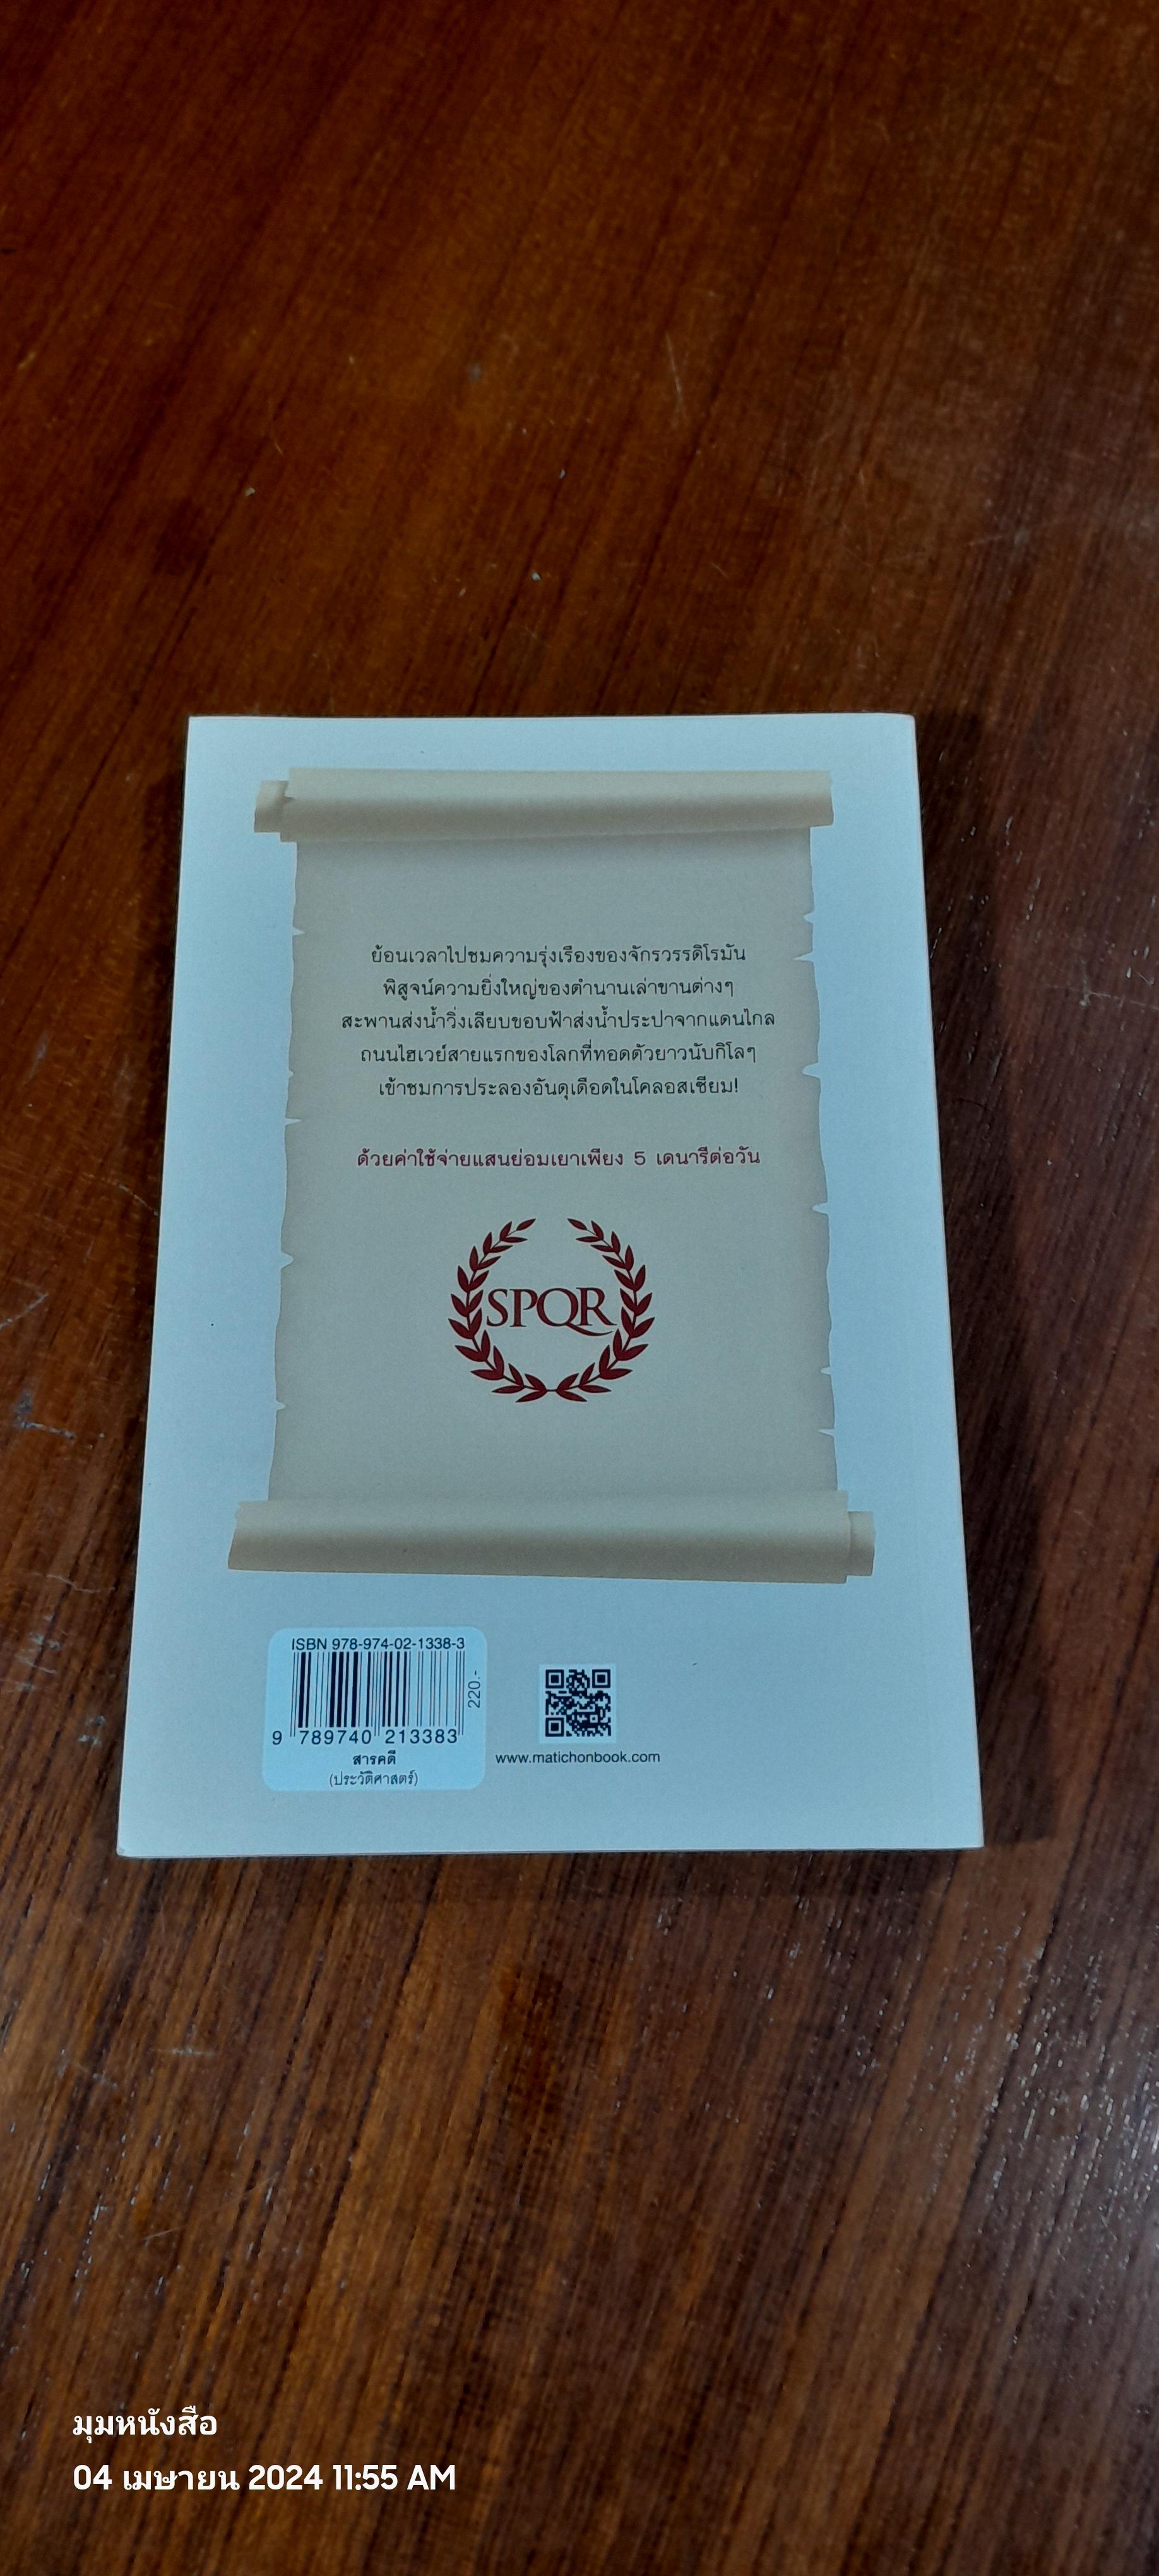 ย้อนเวลาไปชมความรุ่งเรืองของจักรวรรดิโรมัน
พิสูจน์ความยิ่งใหญ่ของตำนานเล่าขานต่างๆ
สะพานส่งน้ำวิ่งเลียบขอบฟ้าส่งน้ำประปาจากแดนไกล
ถนนไฮเวย์สายแรกของโลกที่ทอดตัวยาวนับกิโลๆ
เข้าชมการประลองอันดุเดือดในโคลอสเซียม!
ด้วยค่าใช้จ่ายแสนย่อมเยาเพียง 5 เดนารีต่อวัน
SPQR
ISBN 978-974-02-1338-3
220.-
9 789740 213383
สารคดี
(ประวัติศาสตร์)
www.matichonbook.com
มุมหนังสือ
04 เมษายน 2024 11:55 AM